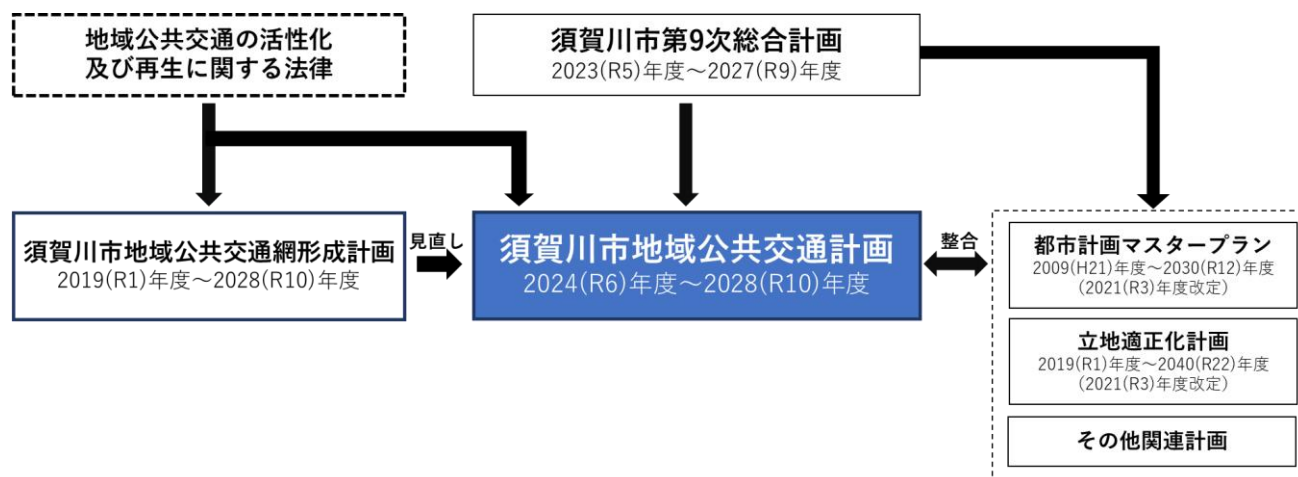 地域公共交通の活性化
及び再生に関する法律
須賀川市第9次総合計画
2023(R5)年度～2027(R9)年度
須賀川市地域公共交通網形成計画
2019(R1)年度～2028(R10)年度
見直し
須賀川市地域公共交通計画
2024(R6)年度～2028(R10)年度
整合
都市計画マスタープラン
2009(H21)年度～2030(R12)年度
（2021(R3)年度改定）
立地適正化計画
2019(R1)年度～2040(R22)年度
（2021(R3)年度改定）
その他関連計画